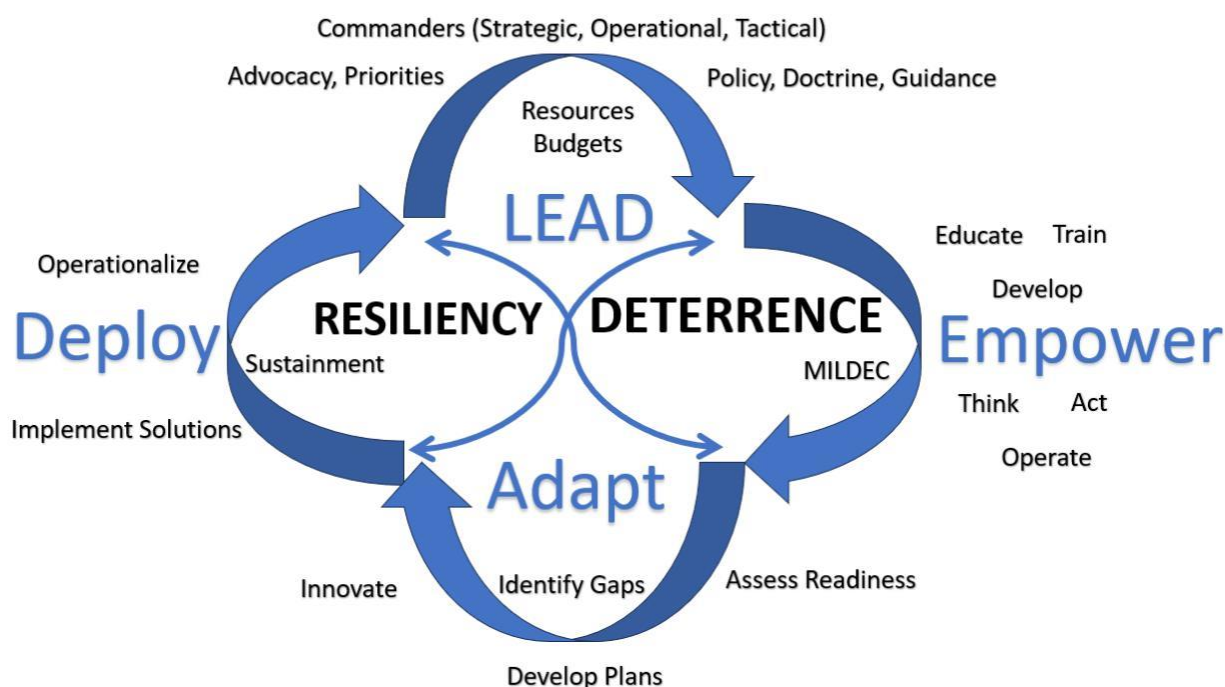 Commanders (Strategic, Operational, Tactical)
Advocacy, Priorities
Policy, Doctrine, Guidance
Resources
Budgets
LEAD
Educate Train
Develop
Empower
Think Act
Operate
Operationalize
Deploy
Sustainment
Implement Solutions
RESILIENCY
DETERRENCE
MILDEC
Adapt
Innovate
Identify Gaps
Assess Readiness
Develop Plans